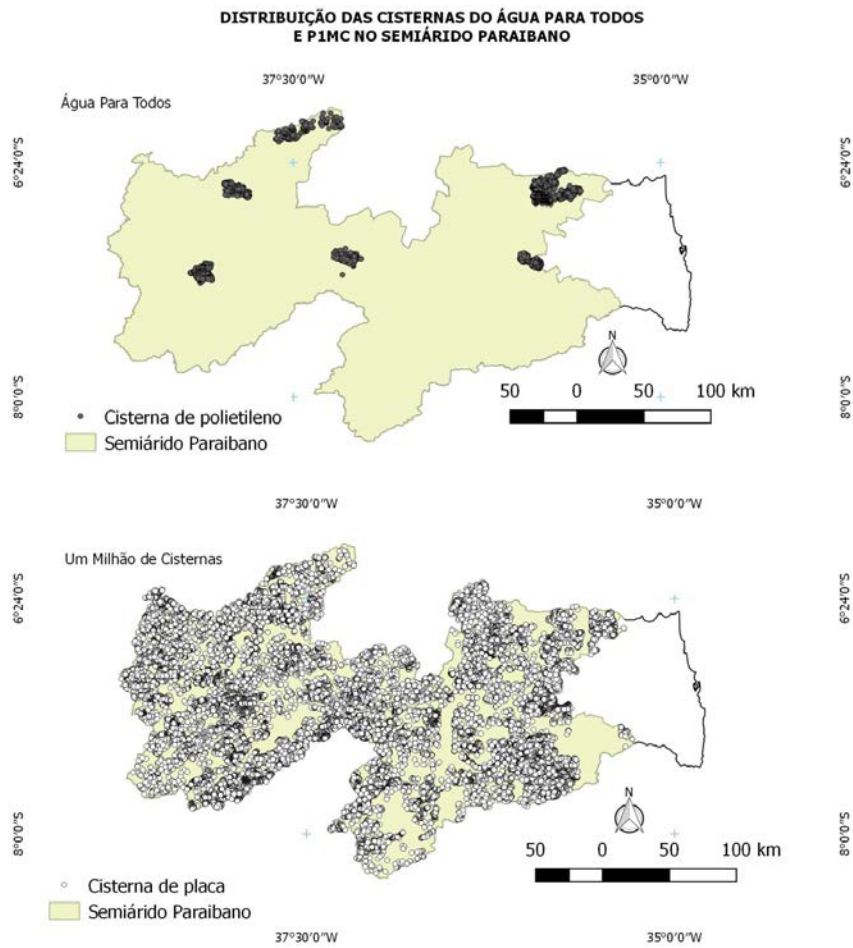 DISTRIBUIÇÃO DAS CISTERNAS DO ÁGUA PARA TODOS
E P1MC NO SEMIÁRIDO PARAIBANO
37°30'0"W 35°0'0"W
Água Para Todos
6°24'0"S 6°24'0"S
N
8°0'0"S 8°0'0"S
50 0 50 100 km
Cisterna de polietileno
Semiárido Paraibano
37°30'0"W 35°0'0"W
Um Milhão de Cisternas
6°24'0"S 6°24'0"S
N
8°0'0"S 8°0'0"S
50 0 50 100 km
Cisterna de placa
Semiárido Paraibano
37°30'0"W 35°0'0"W